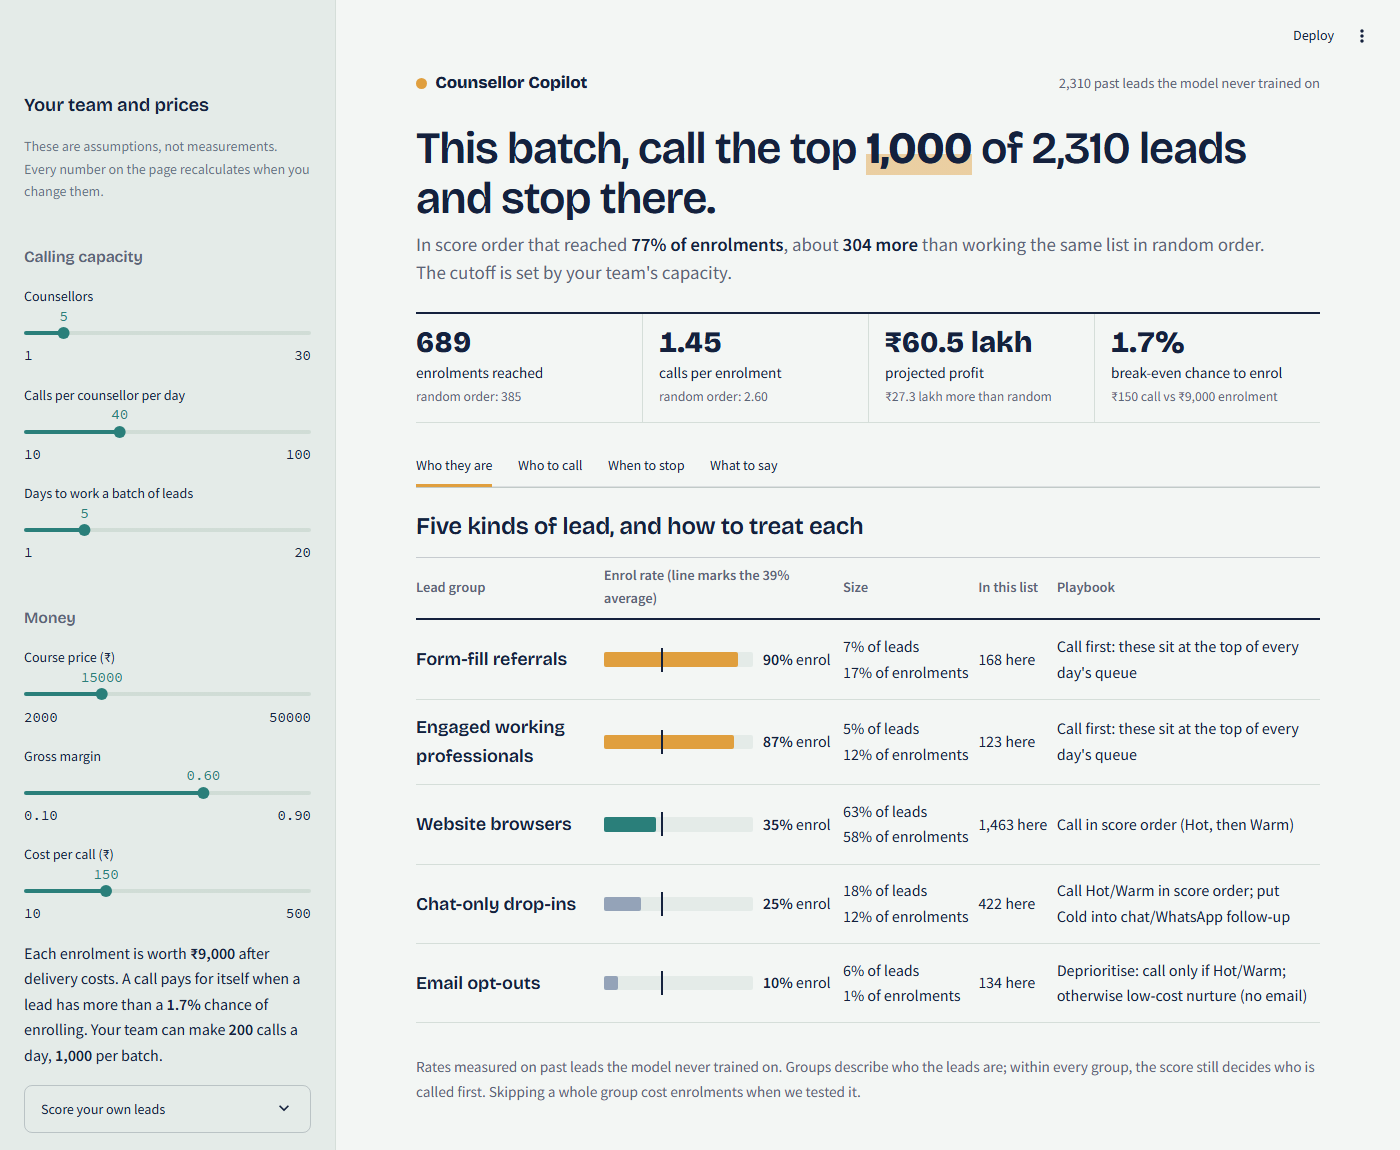 Deploy
Your team and prices
These are assumptions, not measurements.
Every number on the page recalculates when you
change them.
Calling capacity
Counsellors
5
1 30
Calls per counsellor per day
40
10 100
Days to work a batch of leads
5
1 20
Money
Course price (₹)
15000
2000 50000
Gross margin
0.60
0.10 0.90
Cost per call (₹)
150
10 500
Each enrolment is worth ₹9,000 after
delivery costs. A call pays for itself when a
lead has more than a 1.7% chance of
enrolling. Your team can make 200 calls a
day, 1,000 per batch.
Score your own leads
Counsellor Copilot
2,310 past leads the model never trained on
This batch, call the top 1,000 of 2,310 leads
and stop there.
In score order that reached 77% of enrolments, about 304 more than working the same list in random order.
The cutoff is set by your team's capacity.
689
enrolments reached
random order: 385
1.45
calls per enrolment
random order: 2.60
₹60.5 lakh
projected profit
₹27.3 lakh more than random
1.7%
break-even chance to enrol
₹150 call vs ₹9,000 enrolment
Who they are Who to call When to stop What to say
Five kinds of lead, and how to treat each
Lead group
Enrol rate (line marks the 39%
average)
Size
In this list
Playbook
Form-fill referrals
90% enrol
7% of leads
17% of enrolments
168 here
Call first: these sit at the top of every
day's queue
Engaged working
professionals
87% enrol
5% of leads
12% of enrolments
123 here
Call first: these sit at the top of every
day's queue
Website browsers
35% enrol
63% of leads
58% of enrolments
1,463 here
Call in score order (Hot, then Warm)
Chat-only drop-ins
25% enrol
18% of leads
12% of enrolments
422 here
Call Hot/Warm in score order; put
Cold into chat/WhatsApp follow-up
Email opt-outs
10% enrol
6% of leads
1% of enrolments
134 here
Deprioritise: call only if Hot/Warm;
otherwise low-cost nurture (no email)
Rates measured on past leads the model never trained on. Groups describe who the leads are; within every group, the score still decides who is
called first. Skipping a whole group cost enrolments when we tested it.